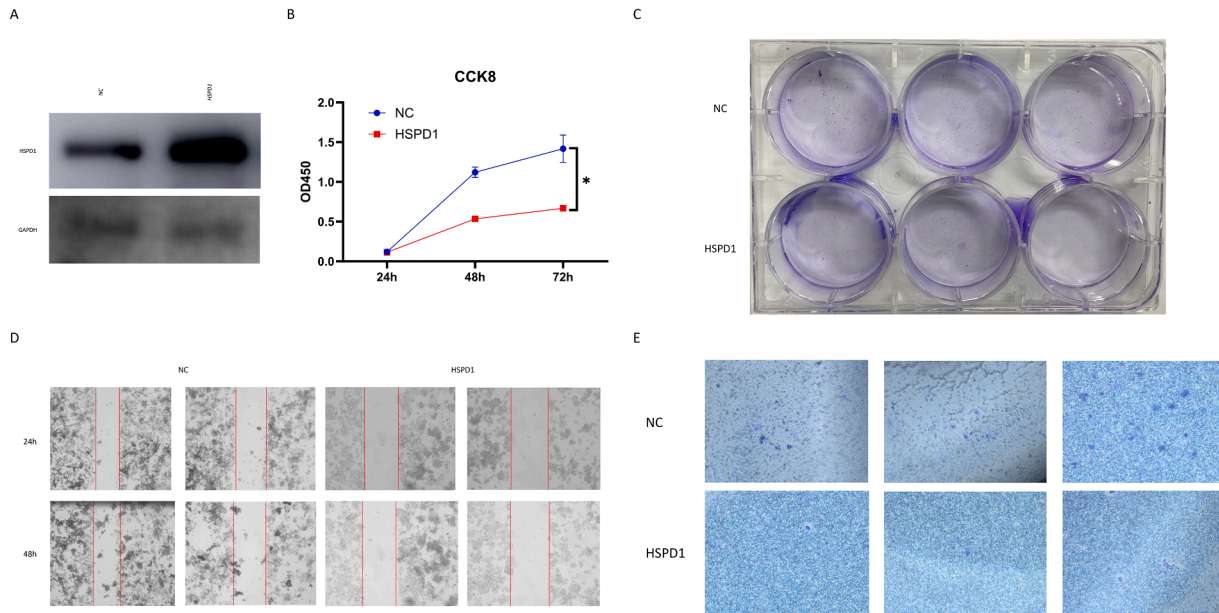 A
B
C
NC
HSPD1
HSPD1
GAPDH
CCK8
2.0
1.5
1.0
0.5
0.0
OD450
NC
HSPD1
*
24h
48h
72h
NC
HSPD1
D
E
NC
HSPD1
24h
48h
NC
HSPD1